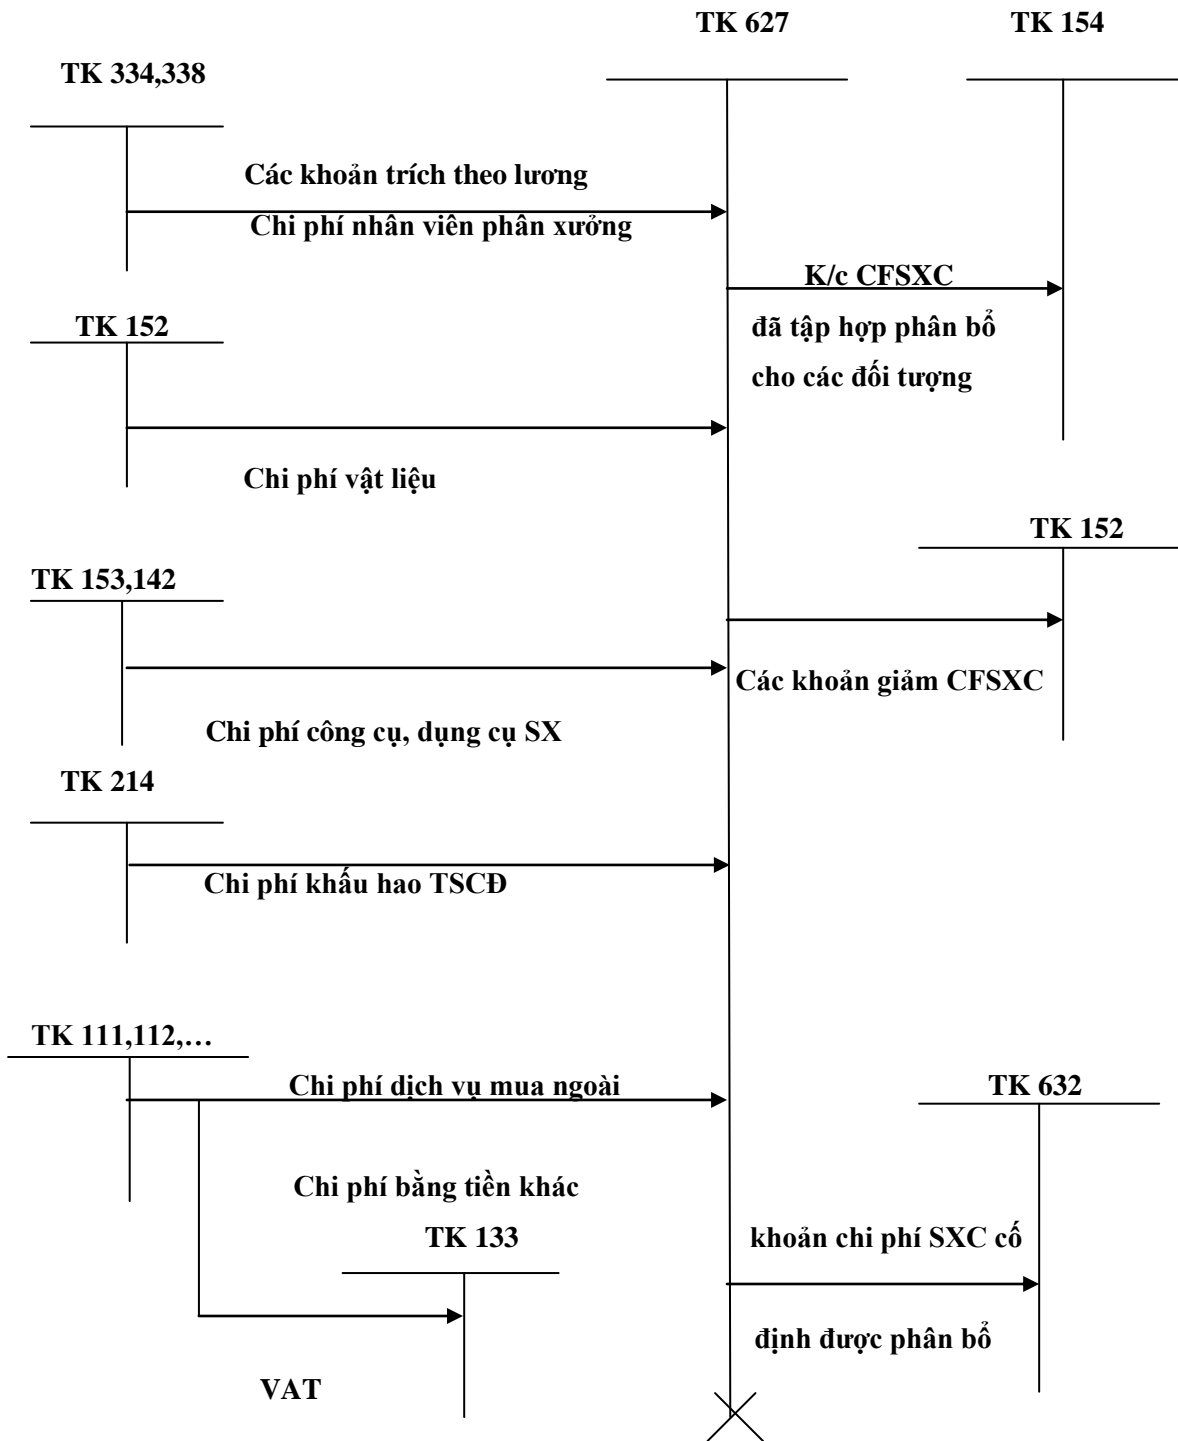 TK 627
TK 154
TK 334,338
Các khoản trích theo lương
Chi phí nhân viên phân xưởng
K/c CFSXC
đã tập hợp phân bổ
cho các đối tượng
TK 152
Chi phí vật liệu
TK 152
TK 153,142
Các khoản giảm CFSXC
Chi phí công cụ, dụng cụ SX
TK 214
Chi phí khấu hao TSCĐ
TK 111,112,…
Chi phí dịch vụ mua ngoài
TK 632
Chi phí bằng tiền khác
TK 133
khoản chi phí SXC cố
định được phân bổ
VAT